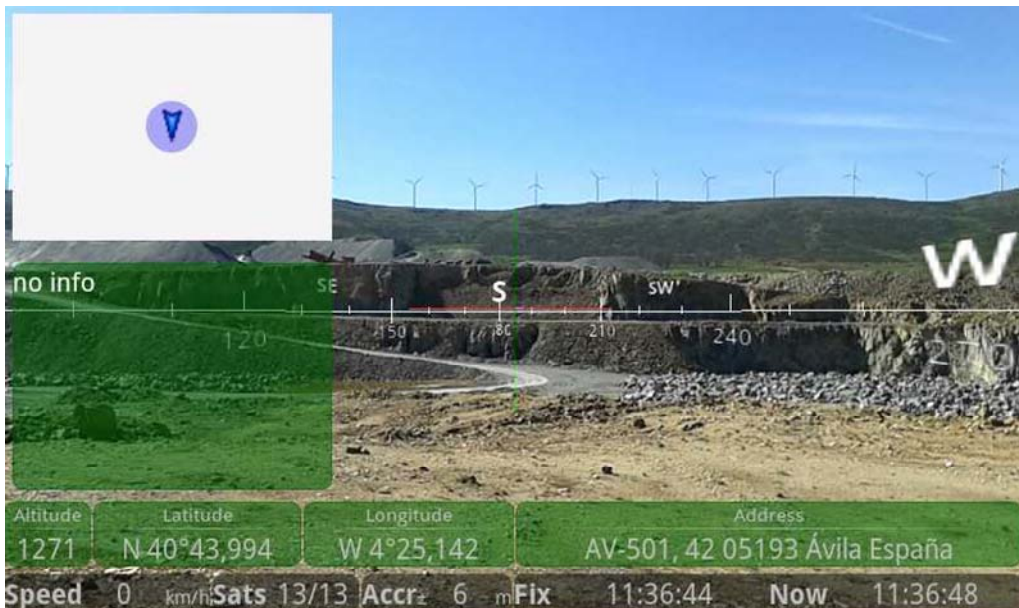 no info
SE S SW W
120 150 80 210 240 270
Altitude Latitude Longitude Address
1271 N 40°43,994 W 4°25,142 AV-501, 42 05193 Ávila España
Speed 0 km/h Sats 13/13 Accr± 6 m Fix 11:36:44 Now 11:36:48